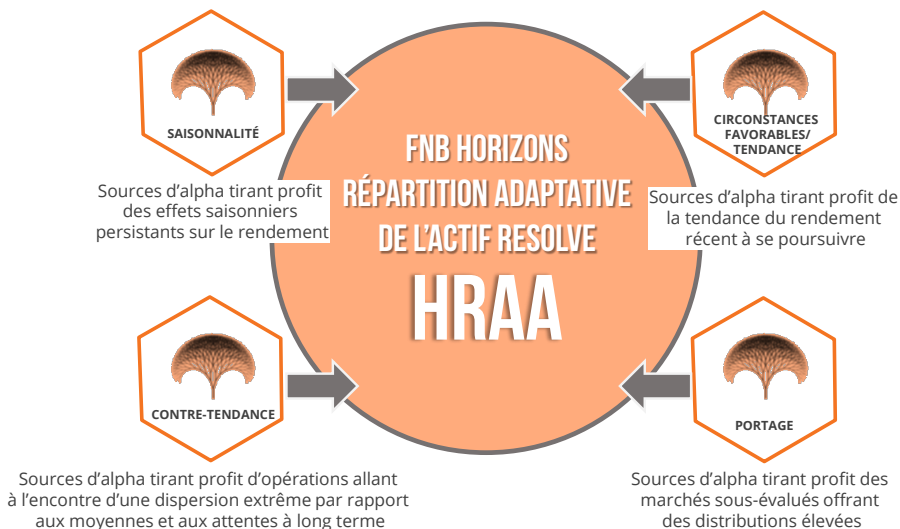 SAISONNALITÉ
Sources d'alpha tirant profit
des effets saisonniers
persistants sur le rendement
CIRCONSTANCES
FAVORABLES/
TENDANCE
Sources d'alpha tirant profit de
la tendance du rendement
récent à se poursuivre
FNB HORIZONS
RÉPARTITION ADAPTATIVE
DE L'ACTIF RESOLVE
HRAA
CONTRE-TENDANCE
Sources d'alpha tirant profit d'opérations allant
à l'encontre d'une dispersion extrême par rapport
aux moyennes et aux attentes à long terme
PORTAGE
Sources d'alpha tirant profit des
marchés sous-évalués offrant
des distributions élevées